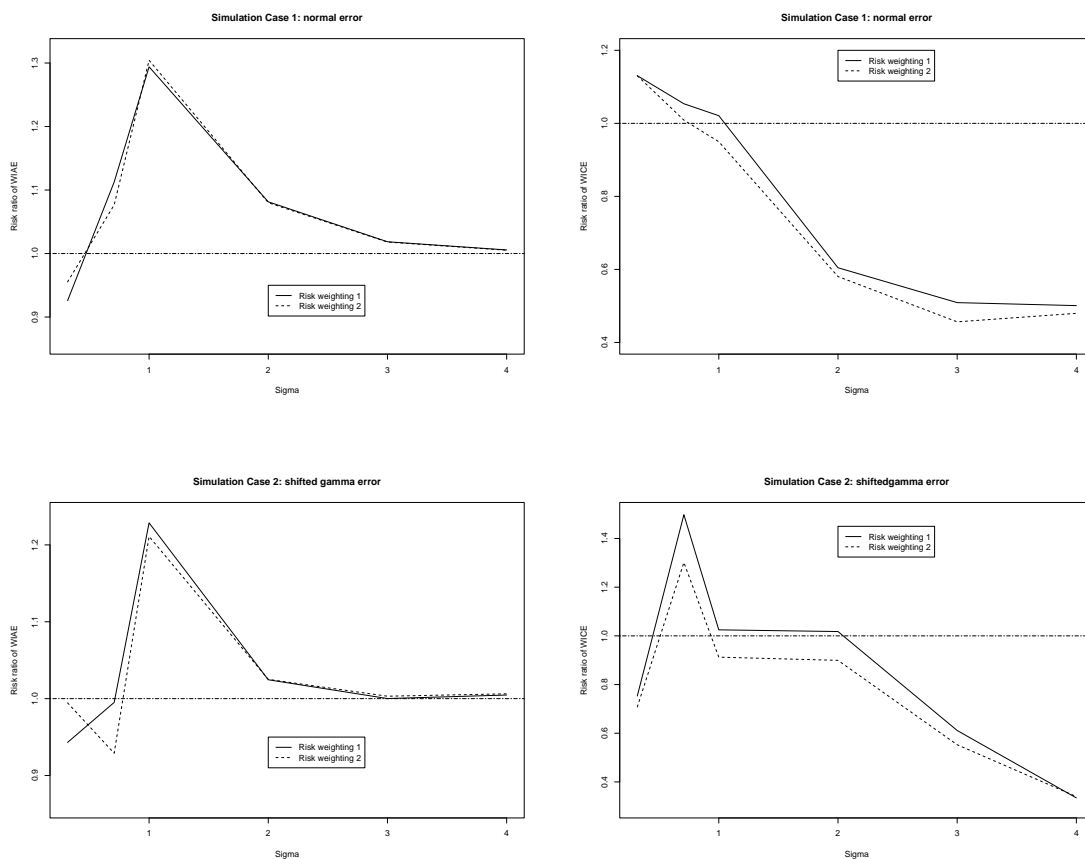 Simulation Case 1: normal error
Risk ratio of WIAE
1.3
1.2
1.1
1.0
0.9
Risk weighting 1
Risk weighting 2
1 2 3 4
Sigma
Simulation Case 1: normal error
Risk ratio of WICE
1.2
1.0
0.8
0.6
0.4
Risk weighting 1
Risk weighting 2
1 2 3 4
Sigma
Simulation Case 2: shifted gamma error
Risk ratio of WIAE
1.2
1.1
1.0
0.9
Risk weighting 1
Risk weighting 2
1 2 3 4
Sigma
Simulation Case 2: shiftedgamma error
Risk ratio of WICE
1.4
1.2
1.0
0.8
0.6
0.4
Risk weighting 1
Risk weighting 2
1 2 3 4
Sigma